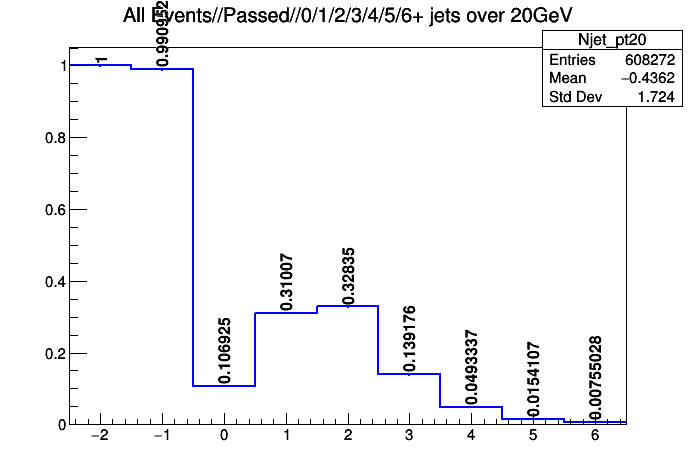 All Events//Passed//0/1/2/3/4/5/6+ jets over 20GeV
Njet_pt20
Entries 608272
Mean −0.4362
Std Dev 1.724
1
0.990952
0.106925
0.31007
0.32835
0.139176
0.0493337
0.0154107
0.00755028
1
0.8
0.6
0.4
0.2
0
−2 −1 0 1 2 3 4 5 6